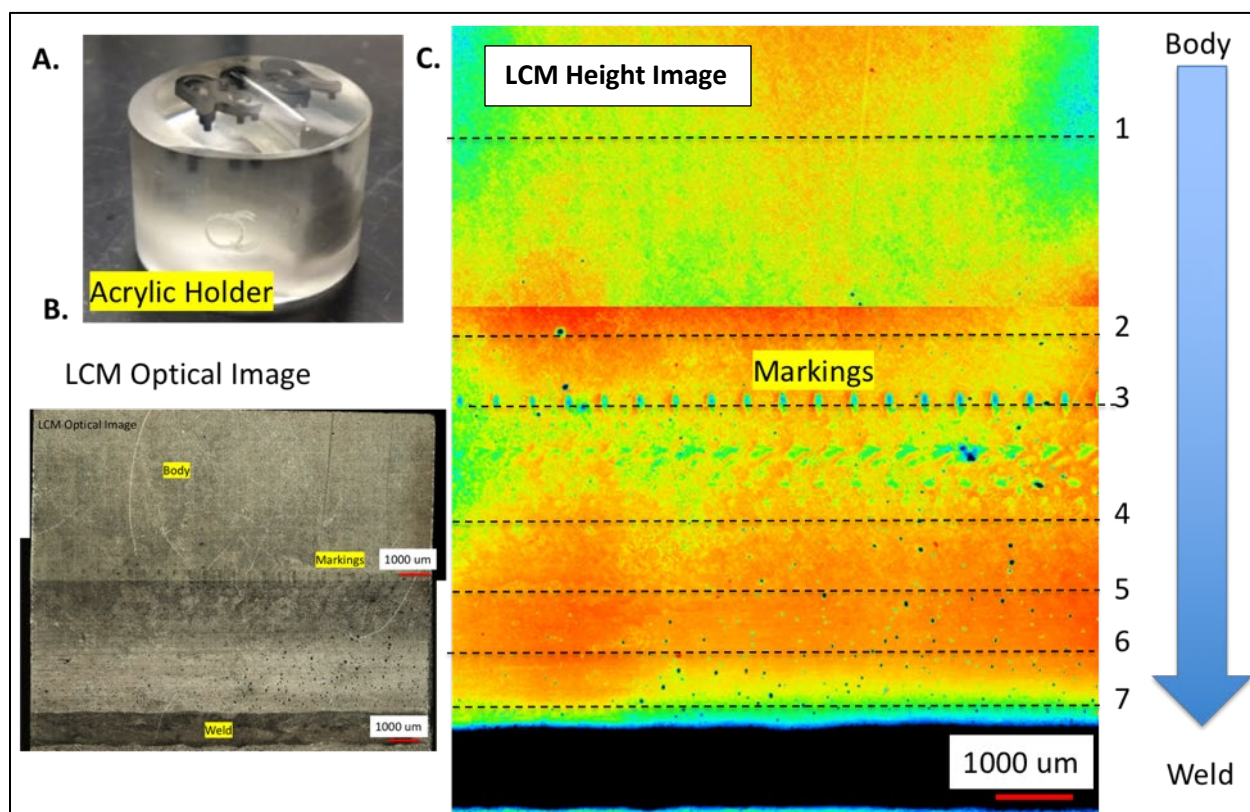 A.
Acrylic Holder
B.
LCM Optical Image
LCM Optical Image
Body
Markings
1000 um
Weld
1000 um
C.
LCM Height Image
Markings
1000 um
1
2
3
4
5
6
7
Body
Weld